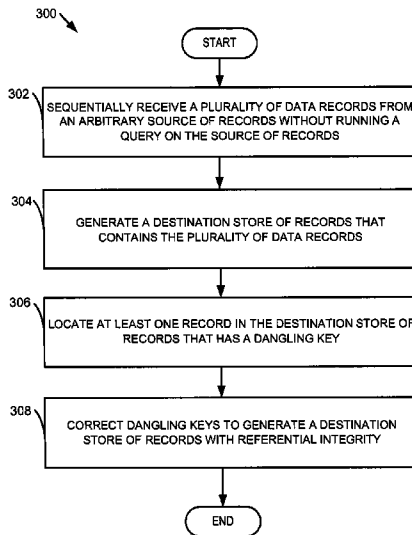 300
START
302
SEQUENTIALLY RECEIVE A PLURALITY OF DATA RECORDS FROM
AN ARBITRARY SOURCE OF RECORDS WITHOUT RUNNING A
QUERY ON THE SOURCE OF RECORDS
304
GENERATE A DESTINATION STORE OF RECORDS THAT
CONTAINS THE PLURALITY OF DATA RECORDS
306
LOCATE AT LEAST ONE RECORD IN THE DESTINATION STORE OF
RECORDS THAT HAS A DANGLING KEY
308
CORRECT DANGLING KEYS TO GENERATE A DESTINATION
STORE OF RECORDS WITH REFERENTIAL INTEGRITY
END